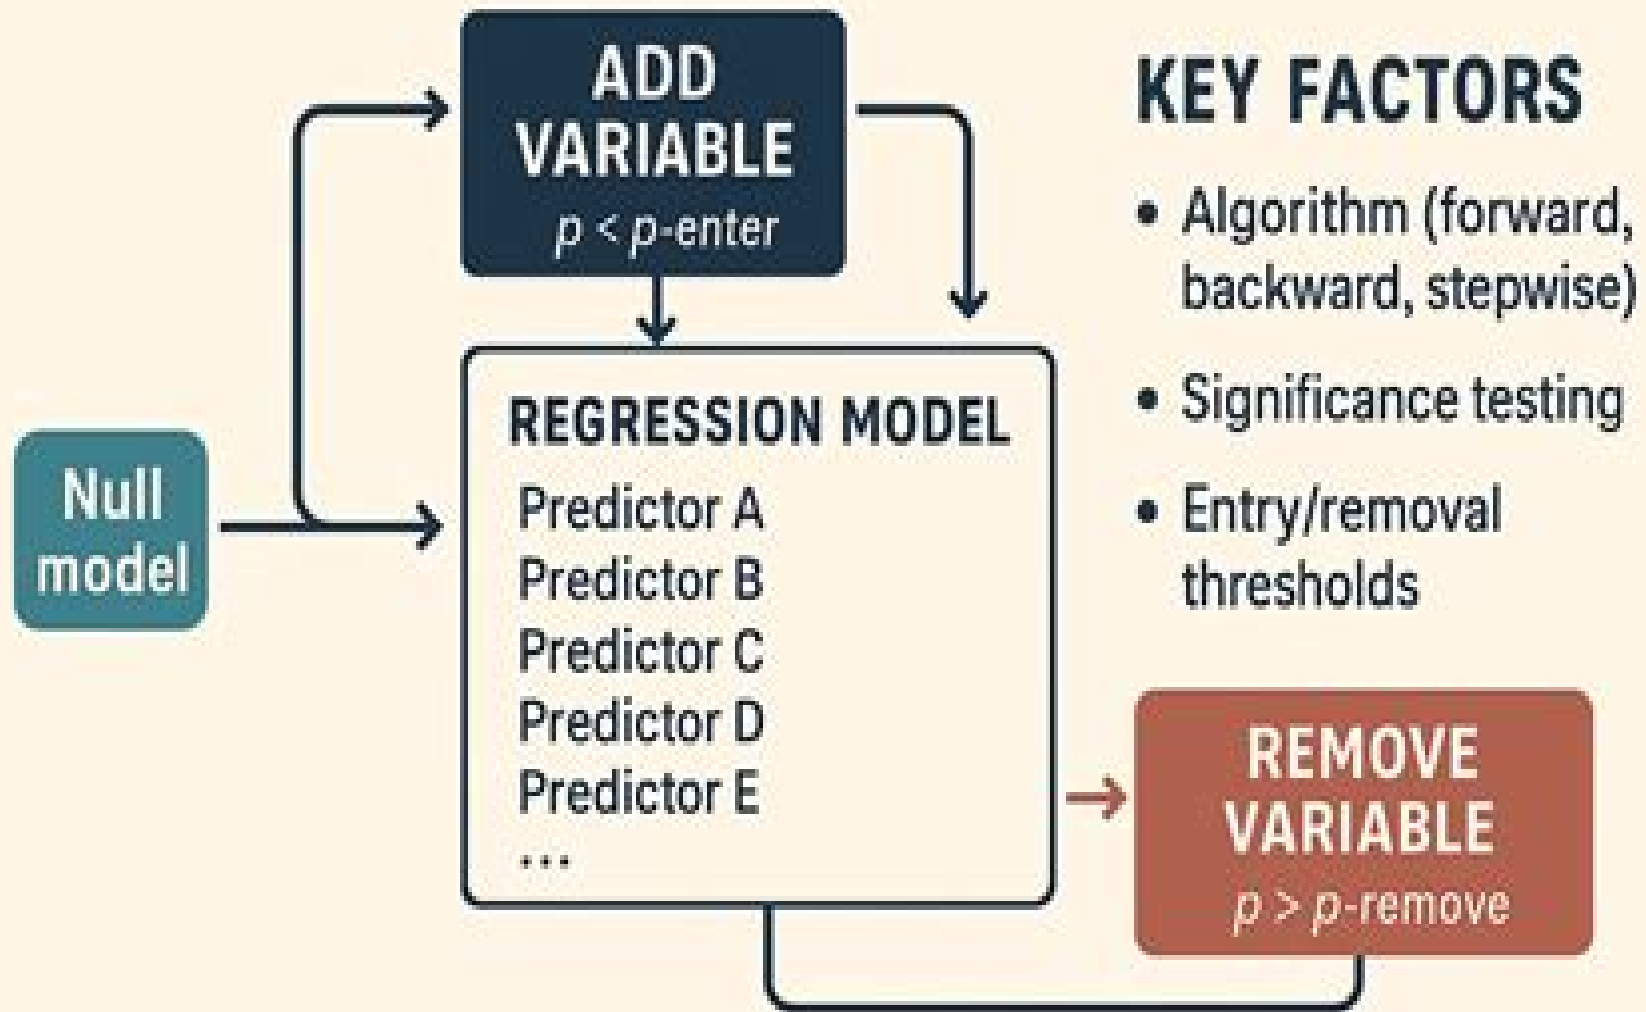 ADD
VARIABLE
p < p-enter
KEY FACTORS
• Algorithm (forward,
backward, stepwise)
• Significance testing
• Entry/removal
thresholds
Null
model
REGRESSION MODEL
Predictor A
Predictor B
Predictor C
Predictor D
Predictor E
...
REMOVE
VARIABLE
p > p-remove